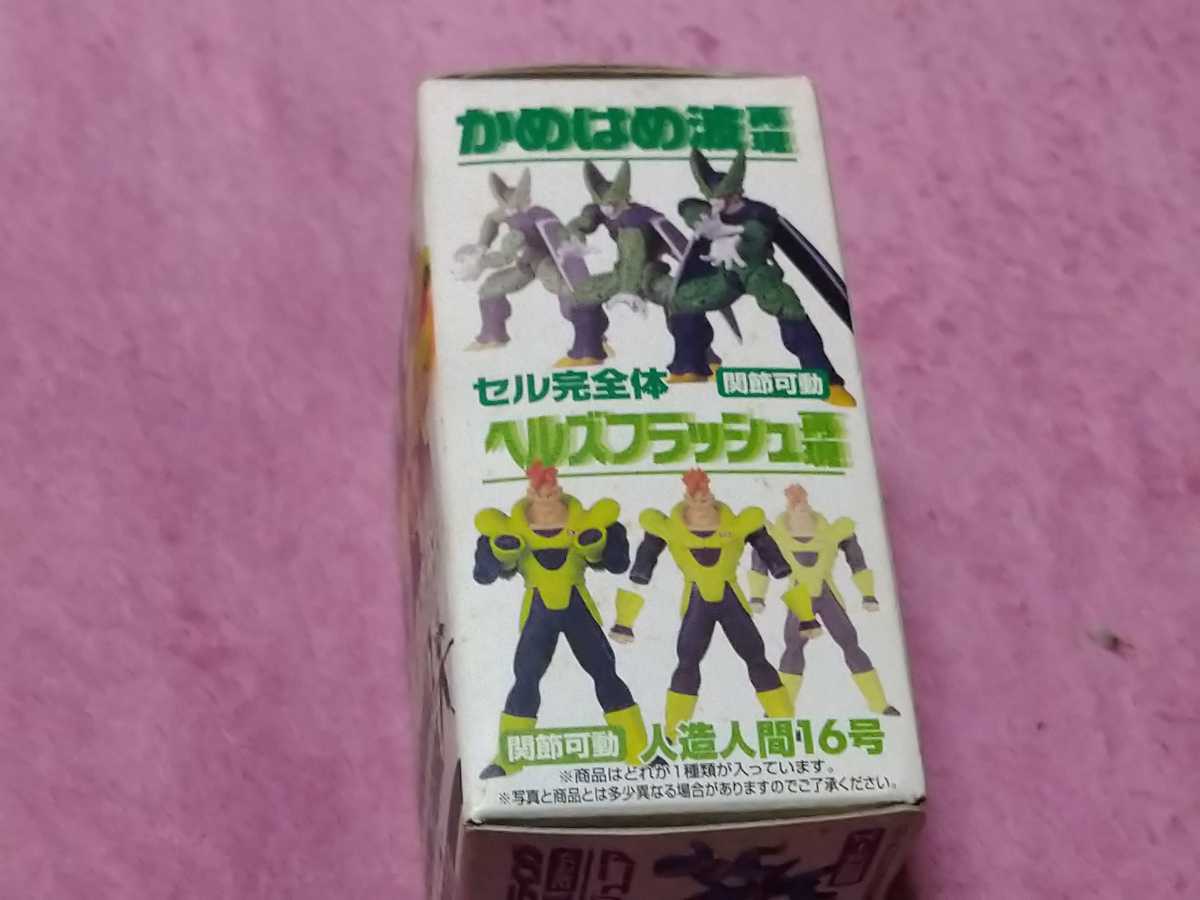 かめはめ波再現
セル完全体 関節可動
ヘルズフラッシュ再現
関節可動 人造人間16号
※商品はどれか1種類が入っています。
※写真と商品とは多少異なる場合がありますのでご了承ください。